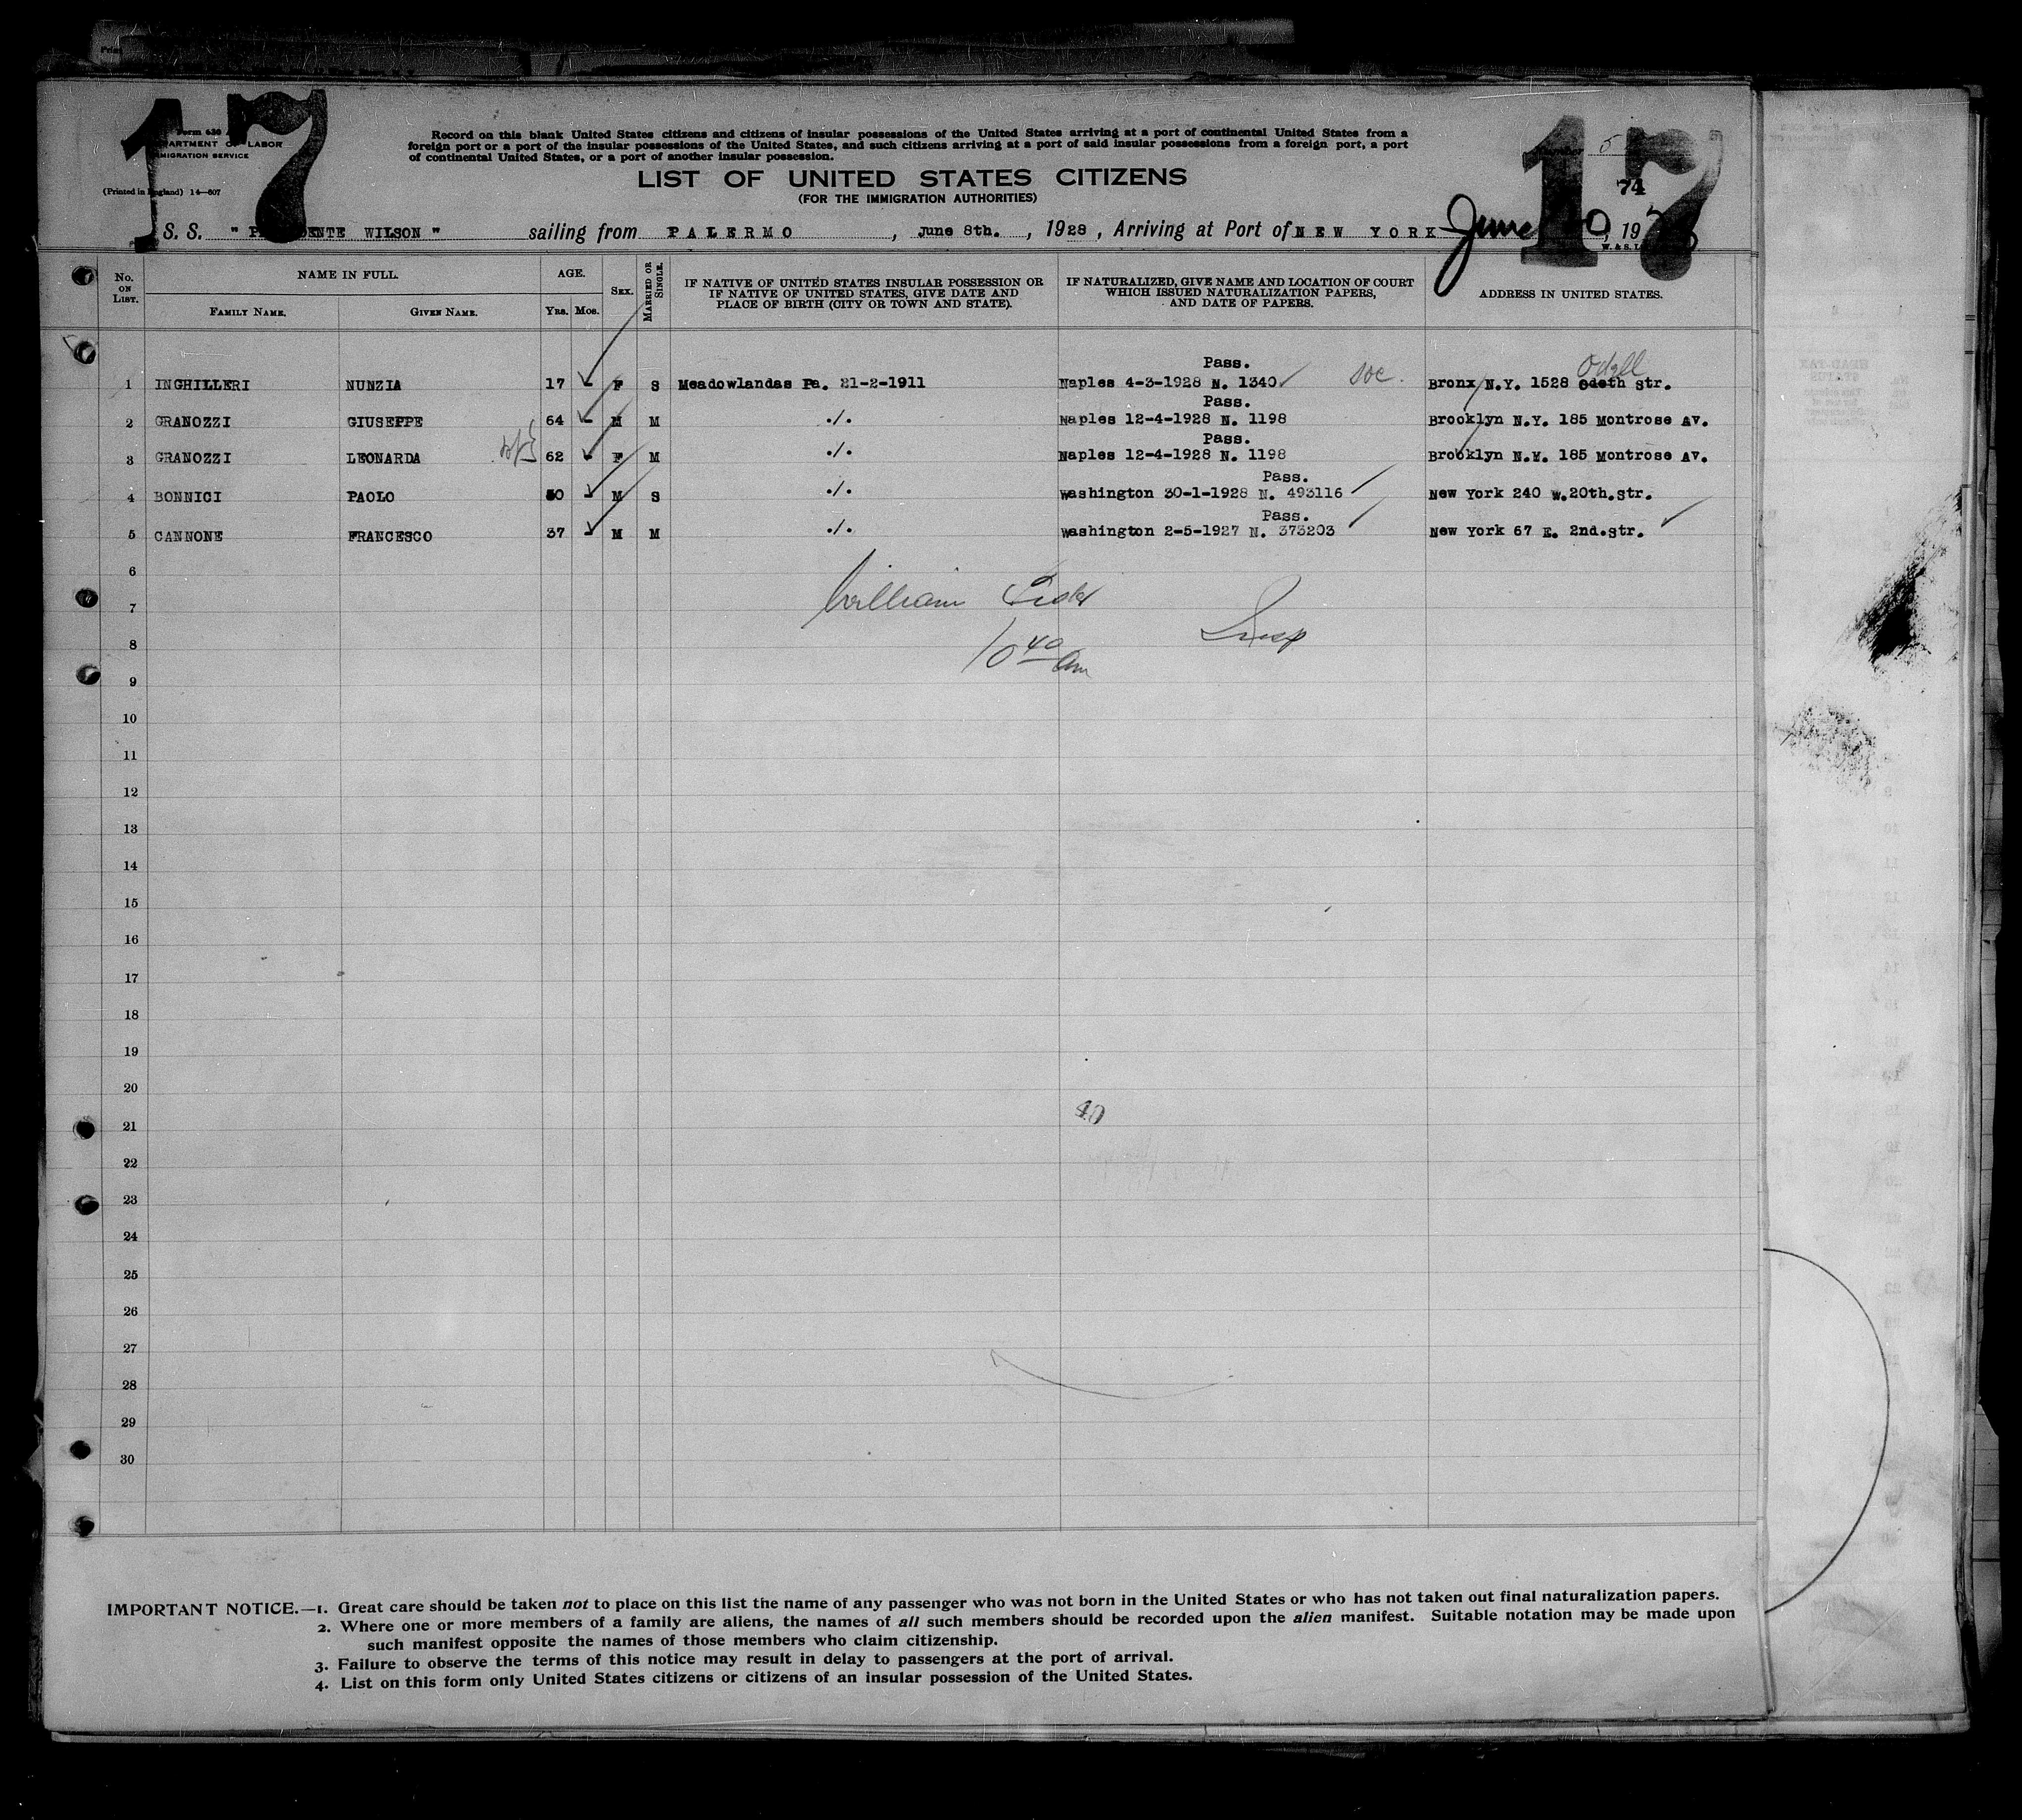 17
17
Form 630
DEPARTMENT OF LABOR
IMMIGRATION SERVICE
(Printed in England) 14—607
Record on this blank United States citizens and citizens of insular possessions of the United States arriving at a port of continental United States from a
foreign port or a port of the insular possessions of the United States, and such citizens arriving at a port of said insular possessions from a foreign port, a port
of continental United States, or a port of another insular possession.
5
74
LIST OF UNITED STATES CITIZENS
(FOR THE IMMIGRATION AUTHORITIES)
S. S. " PRESIDENTE WILSON " sailing from PALERMO, June 8th., 1928, Arriving at Port of NEW YORK June 19
No. ON LIST. NAME IN FULL. AGE. SEX. MARRIED OR SINGLE. IF NATIVE OF UNITED STATES INSULAR POSSESSION OR IF NATIVE OF UNITED STATES, GIVE DATE AND PLACE OF BIRTH (CITY OR TOWN AND STATE). IF NATURALIZED, GIVE NAME AND LOCATION OF COURT WHICH ISSUED NATURALIZATION PAPERS, AND DATE OF PAPERS. ADDRESS IN UNITED STATES.
FAMILY NAME. GIVEN NAME. YRS. MOS.
Pass. Odell
1 INGHILLERI NUNZIA 17 - F S Meadowlandas Pa. 21-2-1911 Naples 4-3-1928 N. 1340 Bronx N.Y. 1528 Odeth Str.
Pass.
2 GRANOZZI GIUSEPPE 64 - M M ./. Naples 12-4-1928 N. 1198 Brooklyn N.Y. 185 Montrose Av.
Pass.
3 GRANOZZI LEONARDA 62 - F M ./. Naples 12-4-1928 N. 1198 Brooklyn N.Y. 185 Montrose Av.
Pass.
4 BONNICI PAOLO 50 - M S ./. Washington 30-1-1928 N. 493116 New York 240 W.20th.Str.
Pass.
5 CANNONE FRANCESCO 37 - M M ./. Washington 2-5-1927 N. 373203 New York 67 E. 2nd.Str.
6
William
7
Insp
8
10 40 am
9
10
11
12
13
14
15
16
17
18
19
20
40
21
22
23
24
25
26
27
28
29
30
IMPORTANT NOTICE.—1. Great care should be taken not to place on this list the name of any passenger who was not born in the United States or who has not taken out final naturalization papers.
2. Where one or more members of a family are aliens, the names of all such members should be recorded upon the alien manifest. Suitable notation may be made upon
such manifest opposite the names of those members who claim citizenship.
3. Failure to observe the terms of this notice may result in delay to passengers at the port of arrival.
4. List on this form only United States citizens or citizens of an insular possession of the United States.